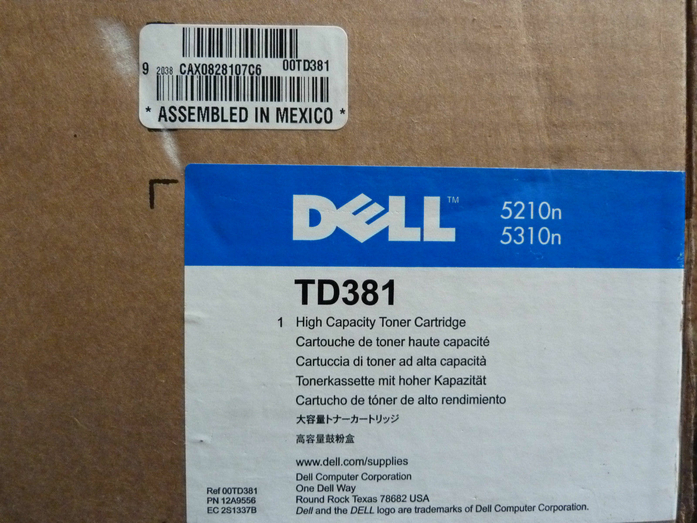 9 2038 CAX0828107C6 00TD381
* ASSEMBLED IN MEXICO *
DELL™ 5210n
5310n
TD381
1 High Capacity Toner Cartridge
Cartouche de toner haute capacité
Cartuccia di toner ad alta capacità
Tonerkassette mit hoher Kapazität
Cartucho de tóner de alto rendimiento
大容量トナーカートリッジ
高容量鼓粉盒
www.dell.com/supplies
Dell Computer Corporation
One Dell Way
Round Rock Texas 78682 USA
Dell and the DELL logo are trademarks of Dell Computer Corporation.
Ref 00TD381
PN 12A9556
EC 2S1337B